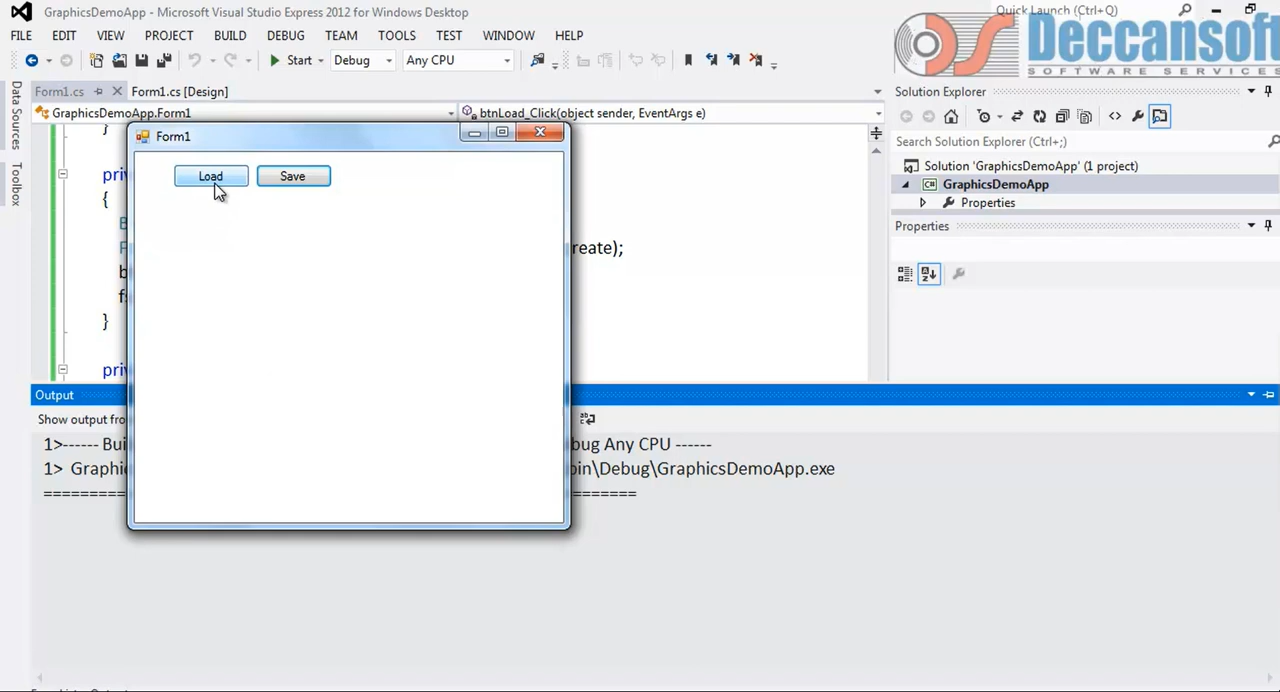 GraphicsDemoApp - Microsoft Visual Studio Express 2012 for Windows Desktop
Quick Launch (Ctrl+Q)
FILE EDIT VIEW PROJECT BUILD DEBUG TEAM TOOLS TEST WINDOW HELP
Deccansoft
SOFTWARE SERVICES
Start Debug Any CPU
Form1.cs Form1.cs [Design]
Solution Explorer
GraphicsDemoApp.Form1 btnLoad_Click(object sender, EventArgs e)
}
Form1
Search Solution Explorer (Ctrl+;)
Solution 'GraphicsDemoApp' (1 project)
Load Save
C# GraphicsDemoApp
Properties
{
Properties
reate);
b
}
Data Sources
Toolbox
Output
Show output fro
1>------ Bui bug Any CPU ------
1> Graphic bin\Debug\GraphicsDemoApp.exe